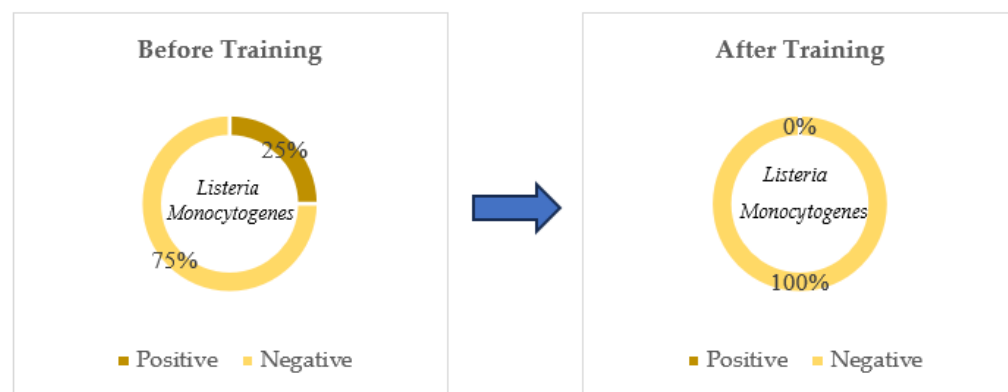 Before Training
25%
Listeria
Monocytogenes
75%
Positive Negative
After Training
0%
Listeria
Monocytogenes
100%
Positive Negative